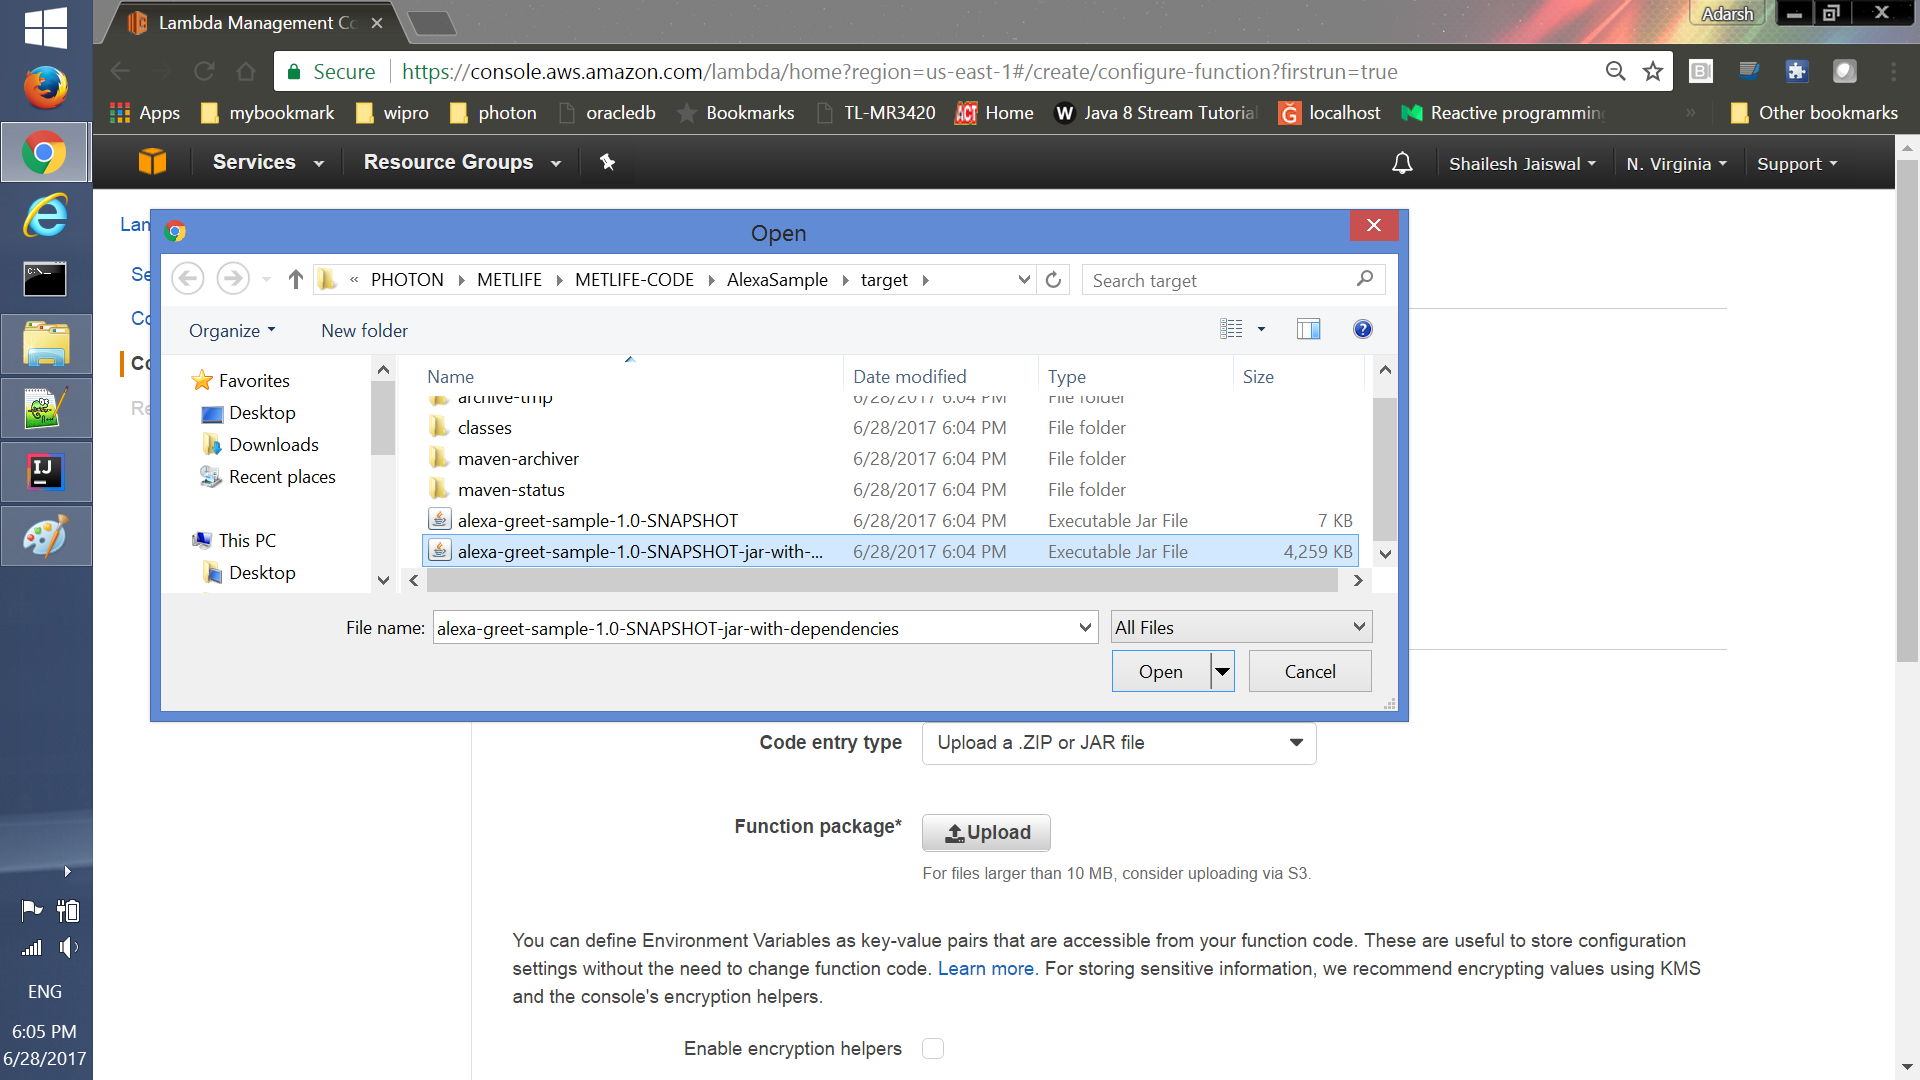 Lambda Management Co
Adarsh
Secure
https://console.aws.amazon.com/lambda/home?region=us-east-1#/create/configure-function?firstrun=true
Apps mybookmark wipro photon oracledb Bookmarks TL-MR3420 ACT Home W Java 8 Stream Tutorial Ğ localhost Reactive programming » Other bookmarks
Services Resource Groups Shailesh Jaiswal N. Virginia Support
Lam
Open
« PHOTON METLIFE METLIFE-CODE AlexaSample target
Search target
Se
Co
Co
Re
Organize New folder
Favorites
Desktop
Downloads
Recent places
This PC
Desktop
Name Date modified Type Size
archive-tmp 6/28/2017 6:04 PM File folder
classes 6/28/2017 6:04 PM File folder
maven-archiver 6/28/2017 6:04 PM File folder
maven-status 6/28/2017 6:04 PM File folder
alexa-greet-sample-1.0-SNAPSHOT 6/28/2017 6:04 PM Executable Jar File 7 KB
alexa-greet-sample-1.0-SNAPSHOT-jar-with-... 6/28/2017 6:04 PM Executable Jar File 4,259 KB
File name: alexa-greet-sample-1.0-SNAPSHOT-jar-with-dependencies All Files
Open Cancel
Code entry type Upload a .ZIP or JAR file
Function package* Upload
For files larger than 10 MB, consider uploading via S3.
You can define Environment Variables as key-value pairs that are accessible from your function code. These are useful to store configuration
settings without the need to change function code. Learn more. For storing sensitive information, we recommend encrypting values using KMS
and the console's encryption helpers.
Enable encryption helpers
IJ
ENG
6:05 PM
6/28/2017